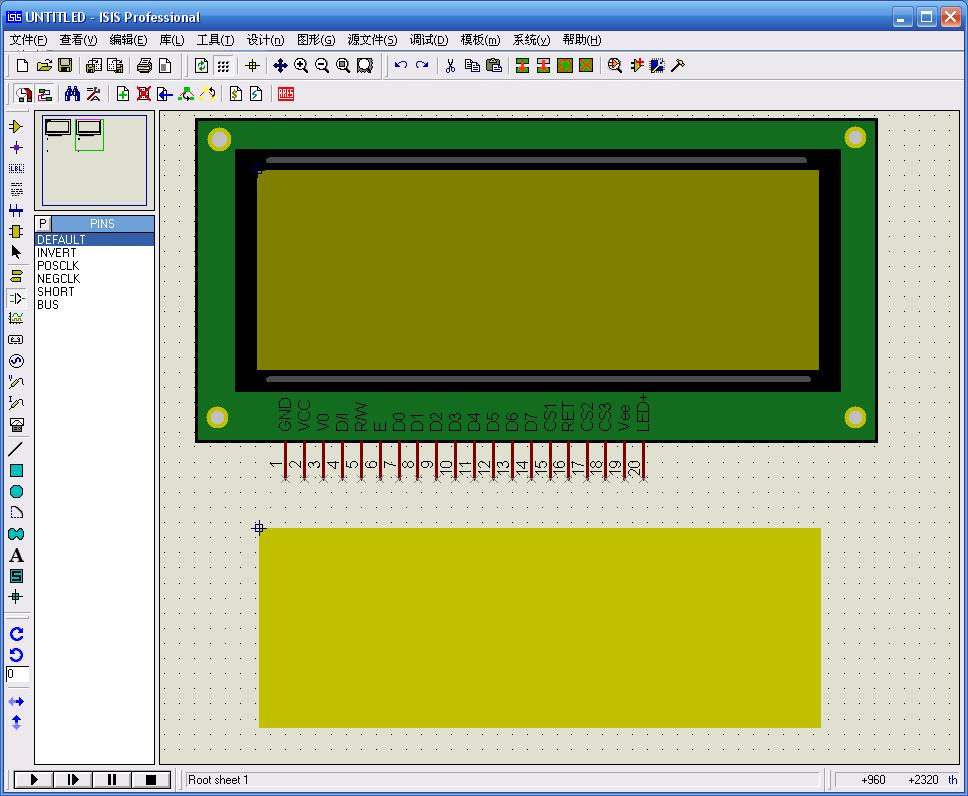 ISIS UNTITLED - ISIS Professional
文件(F) 查看(V) 编辑(E) 库(L) 工具(T) 设计(n) 图形(G) 源文件(S) 调试(D) 模板(m) 系统(y) 帮助(H)
ARES
LBL
P PINS
DEFAULT
INVERT
POSCLK
NEGCLK
SHORT
BUS
A
S
0
GND VCC V0 D/I R/W E D0 D1 D2 D3 D4 D5 D6 D7 CS1 RET CS2 CS3 Vee LED+
1 2 3 4 5 6 7 8 9 10 11 12 13 14 15 16 17 18 19 20
Root sheet 1
+960 +2320 th